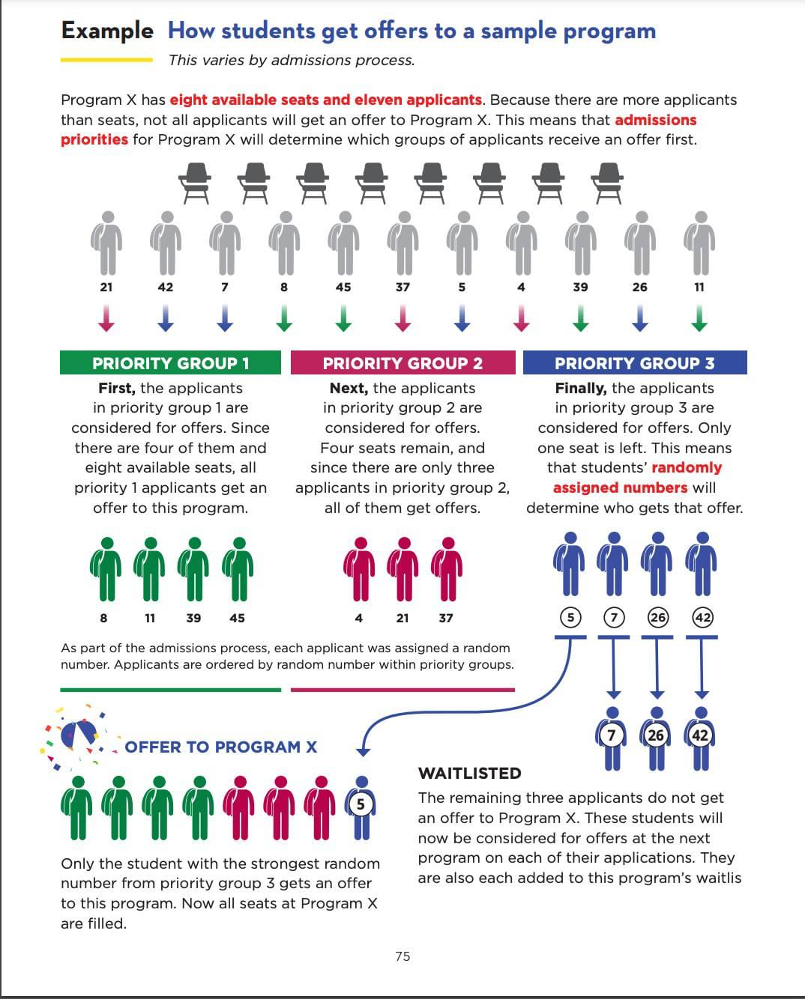 Example How students get offers to a sample program
This varies by admissions process.
Program X has eight available seats and eleven applicants. Because there are more applicants
than seats, not all applicants will get an offer to Program X. This means that admissions
priorities for Program X will determine which groups of applicants receive an offer first.
21 42 7 8 45 37 5 4 39 26 11
PRIORITY GROUP 1
First, the applicants
in priority group 1 are
considered for offers. Since
there are four of them and
eight available seats, all
priority 1 applicants get an
offer to this program.
8 11 39 45
PRIORITY GROUP 2
Next, the applicants
in priority group 2 are
considered for offers.
Four seats remain, and
since there are only three
applicants in priority group 2,
all of them get offers.
4 21 37
PRIORITY GROUP 3
Finally, the applicants
in priority group 3 are
considered for offers. Only
one seat is left. This means
that students’ randomly
assigned numbers will
determine who gets that offer.
5 7 26 42
As part of the admissions process, each applicant was assigned a random
number. Applicants are ordered by random number within priority groups.
7 26 42
OFFER TO PROGRAM X
5
Only the student with the strongest random
number from priority group 3 gets an offer
to this program. Now all seats at Program X
are filled.
WAITLISTED
The remaining three applicants do not get
an offer to Program X. These students will
now be considered for offers at the next
program on each of their applications. They
are also each added to this program’s waitlis
75